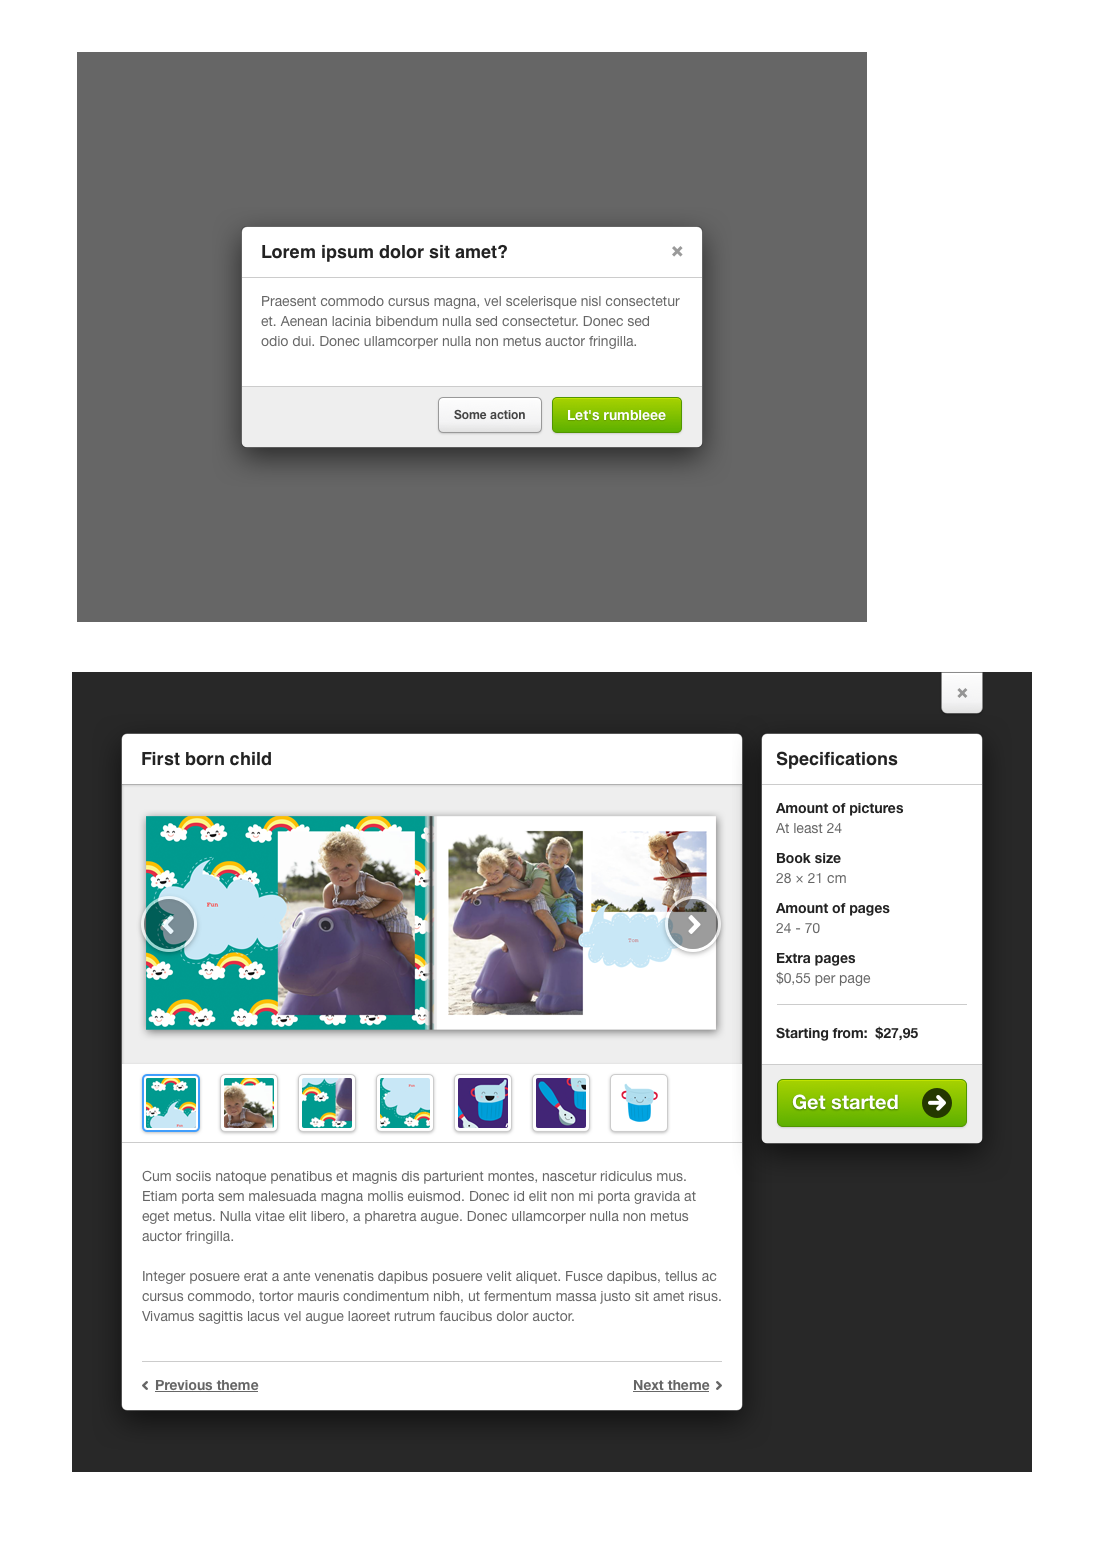 Lorem ipsum dolor sit amet?
Praesent commodo cursus magna, vel scelerisque nisl consectetur
et. Aenean lacinia bibendum nulla sed consectetur. Donec sed
odio dui. Donec ullamcorper nulla non metus auctor fringilla.
Some action
Let's rumbleee
First born child
Fun
Cum sociis natoque penatibus et magnis dis parturient montes, nascetur ridiculus mus.
Etiam porta sem malesuada magna mollis euismod. Donec id elit non mi porta gravida at
eget metus. Nulla vitae elit libero, a pharetra augue. Donec ullamcorper nulla non metus
auctor fringilla.
Integer posuere erat a ante venenatis dapibus posuere velit aliquet. Fusce dapibus, tellus ac
cursus commodo, tortor mauris condimentum nibh, ut fermentum massa justo sit amet risus.
Vivamus sagittis lacus vel augue laoreet rutrum faucibus dolor auctor.
Previous theme
Next theme
Specifications
Amount of pictures
At least 24
Book size
28 × 21 cm
Amount of pages
24 - 70
Extra pages
$0,55 per page
Starting from: $27,95
Get started